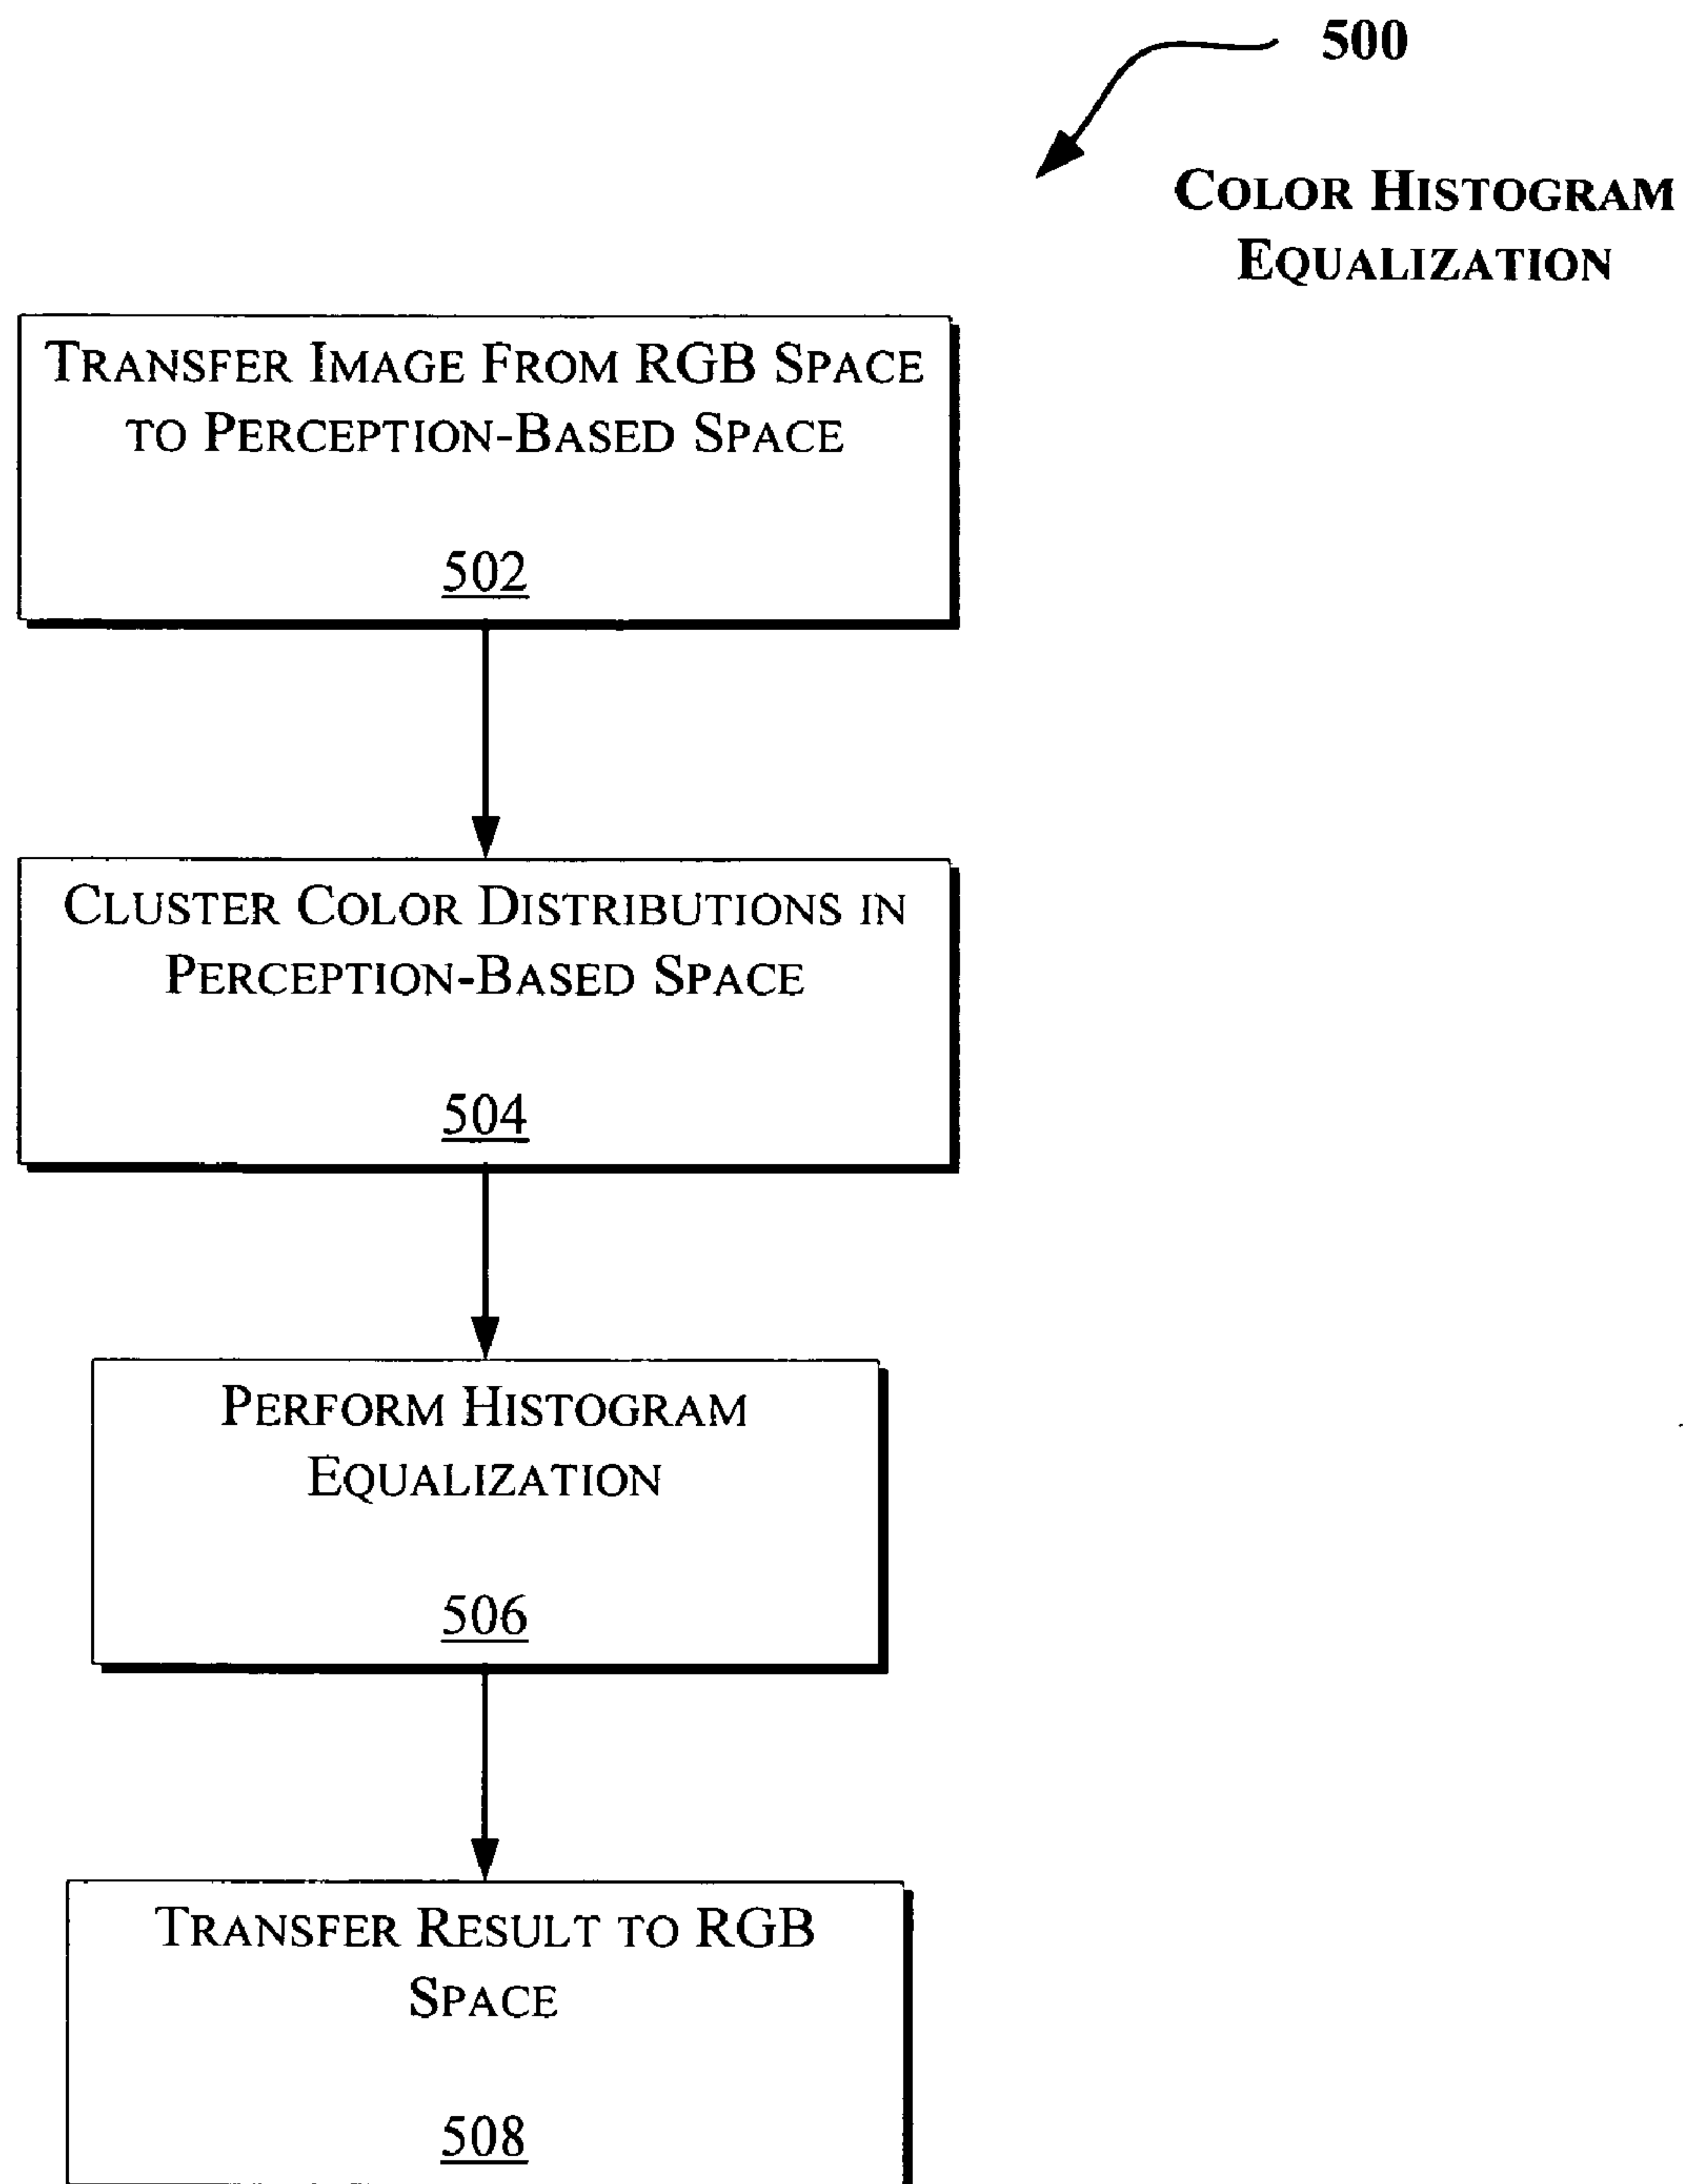 500
COLOR HISTOGRAM
EQUALIZATION
TRANSFER IMAGE FROM RGB SPACE
TO PERCEPTION-BASED SPACE
502
CLUSTER COLOR DISTRIBUTIONS IN
PERCEPTION-BASED SPACE
504
PERFORM HISTOGRAM
EQUALIZATION
506
TRANSFER RESULT TO RGB
SPACE
508